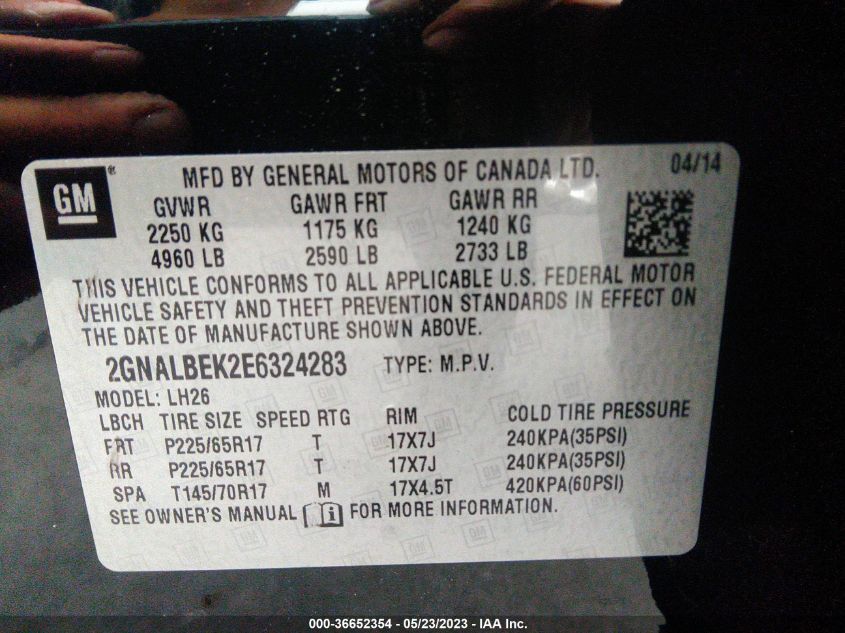 GM ®
MFD BY GENERAL MOTORS OF CANADA LTD. 04/14
GVWR GAWR FRT GAWR RR
2250 KG 1175 KG 1240 KG
4960 LB 2590 LB 2733 LB
THIS VEHICLE CONFORMS TO ALL APPLICABLE U.S. FEDERAL MOTOR
VEHICLE SAFETY AND THEFT PREVENTION STANDARDS IN EFFECT ON
THE DATE OF MANUFACTURE SHOWN ABOVE.
2GNALBEK2E6324283 TYPE: M.P.V.
MODEL: LH26
LBCH TIRE SIZE SPEED RTG RIM COLD TIRE PRESSURE
FRT P225/65R17 T 17X7J 240KPA(35PSI)
RR P225/65R17 T 17X7J 240KPA(35PSI)
SPA T145/70R17 M 17X4.5T 420KPA(60PSI)
SEE OWNER'S MANUAL i FOR MORE INFORMATION.
000-36652354 - 05/23/2023 - IAA Inc.